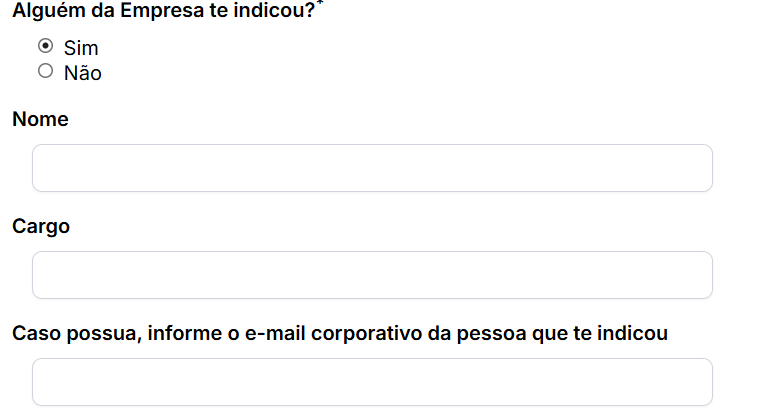 Alguém da Empresa te indicou?*
Sim
Não
Nome
Cargo
Caso possua, informe o e-mail corporativo da pessoa que te indicou